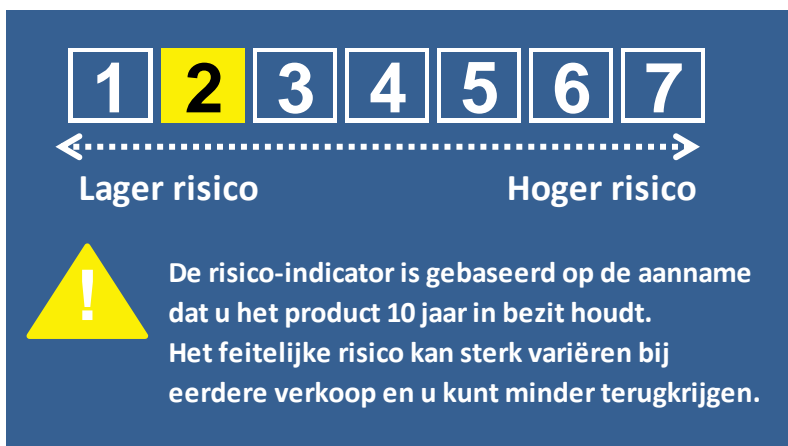 1 2 3 4 5 6 7
Lager risico Hoger risico
!
De risico-indicator is gebaseerd op de aanname
dat u het product 10 jaar in bezit houdt.
Het feitelijke risico kan sterk variëren bij
eerdere verkoop en u kunt minder terugkrijgen.